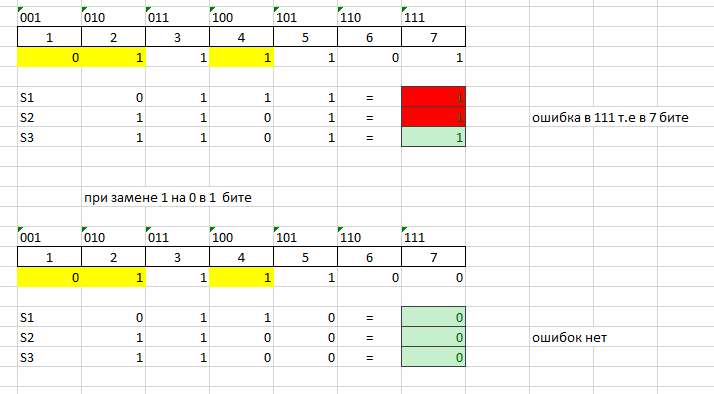 001 010 011 100 101 110 111
1 2 3 4 5 6 7
0 1 1 1 1 0 1
S1 0 1 1 1 = 1
S2 1 1 0 1 = 1 ошибка в 111 т.е в 7 бите
S3 1 1 0 1 = 1
при замене 1 на 0 в 1 бите
001 010 011 100 101 110 111
1 2 3 4 5 6 7
0 1 1 1 1 0 0
S1 0 1 1 0 = 0
S2 1 1 0 0 = 0 ошибок нет
S3 1 1 0 0 = 0